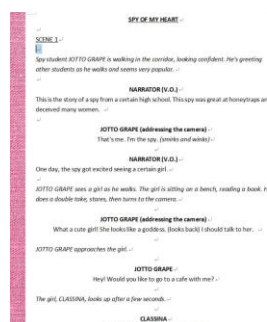 SPY OF MY HEART
SCENE 1
Spy student JOTTO GRAPE is walking in the corridor, looking confident. He's greeting
other students as he walks and seems very popular.
NARRATOR (V.O.)
This is the story of a spy from a certain high school. This spy was great at honeytraps an
deceived many women.
JOTTO GRAPE (addressing the camera)
That's me. I'm the spy. (smirks and winks)
NARRATOR (V.O.)
One day, the spy got excited seeing a certain girl.
JOTTO GRAPE sees a girl as he walks. The girl is sitting on a bench, reading a book. H
does a double take, stares, then turns to the camera.
JOTTO GRAPE (addressing the camera)
What a cute girl! She looks like a goddess. (looks back) I should talk to her.
JOTTO GRAPE approaches the girl.
JOTTO GRAPE
Hey! Would you like to go to a cafe with me?
The girl, CLASSINA, looks up after a few seconds.
CLASSINA